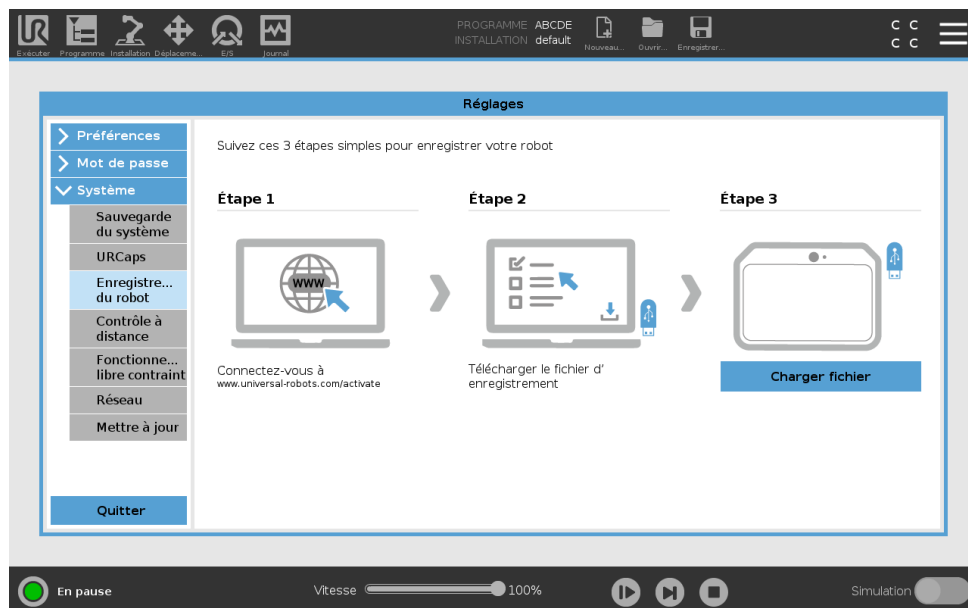 PROGRAMME ABCDE
INSTALLATION default
C C
C C
Exécuter Programme Installation Déplaceme... E/S Journal Nouveau... Ouvrir... Enregistrer...
Réglages
Préférences
Mot de passe
Système
Sauvegarde
du système
URCaps
Enregistre...
du robot
Contrôle à
distance
Fonctionne...
libre contraint
Réseau
Mettre à jour
Quitter
Suivez ces 3 étapes simples pour enregistrer votre robot
Étape 1
www
Connectez-vous à
www.universal-robots.com/activate
Étape 2
Télécharger le fichier d’
enregistrement
Étape 3
Charger fichier
En pause
Vitesse 100%
Simulation